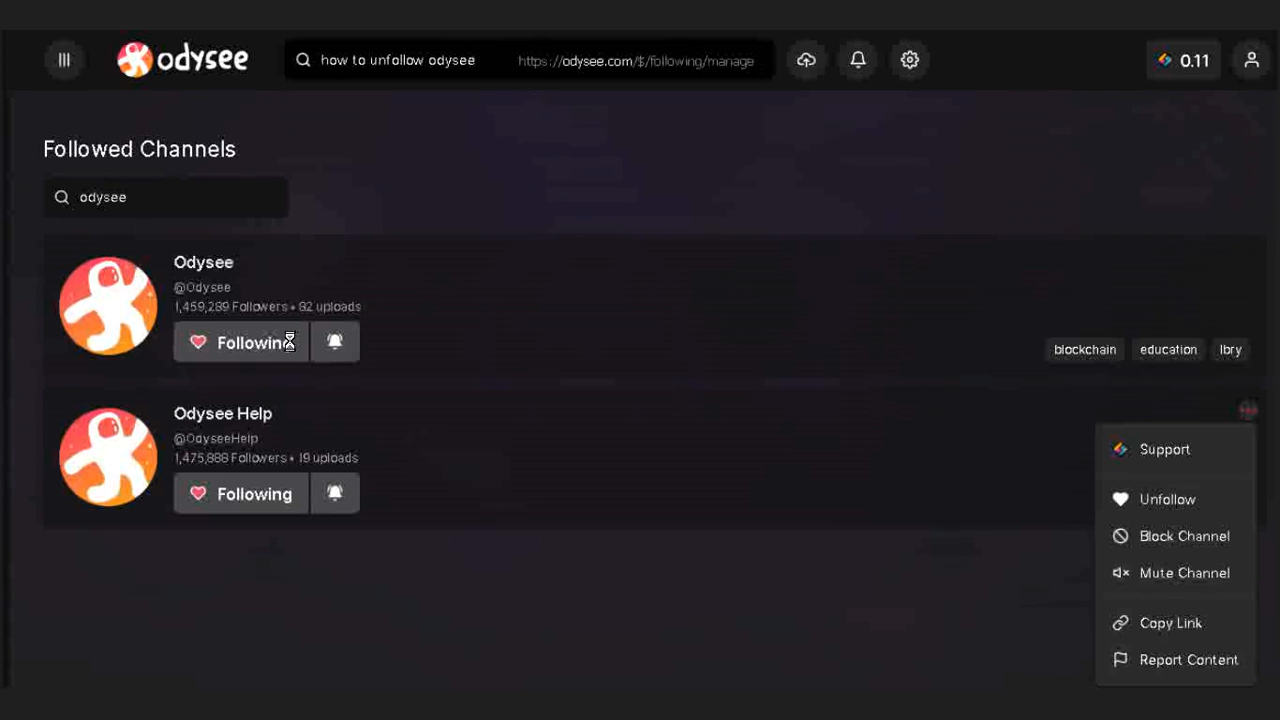 odysee
how to unfollow odysee
https://odysee.com/$/following/manage
0.11
Followed Channels
odysee
Odysee
@Odysee
1,459,289 Followers • 82 uploads
Following
blockchain
education
lbry
Odysee Help
@OdyseeHelp
1,475,888 Followers • 19 uploads
Following
Support
Unfollow
Block Channel
Mute Channel
Copy Link
Report Content